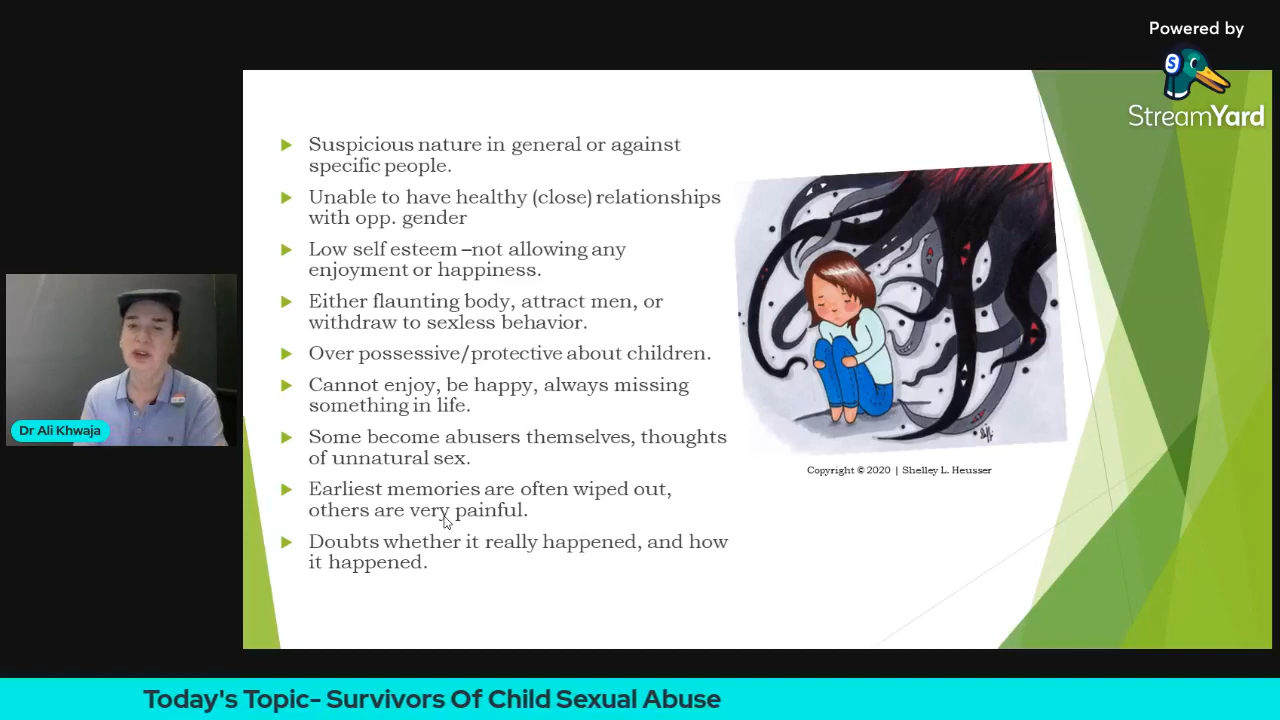 Powered by
StreamYard
Suspicious nature in general or against
specific people.
Unable to have healthy (close) relationships
with opp. gender
Low self esteem –not allowing any
enjoyment or happiness.
Either flaunting body, attract men, or
withdraw to sexless behavior.
Over possessive/protective about children.
Cannot enjoy, be happy, always missing
something in life.
Some become abusers themselves, thoughts
of unnatural sex.
Earliest memories are often wiped out,
others are very painful.
Doubts whether it really happened, and how
it happened.
Copyright © 2020 | Shelley L. Heusser
Dr Ali Khwaja
Today's Topic- Survivors Of Child Sexual Abuse